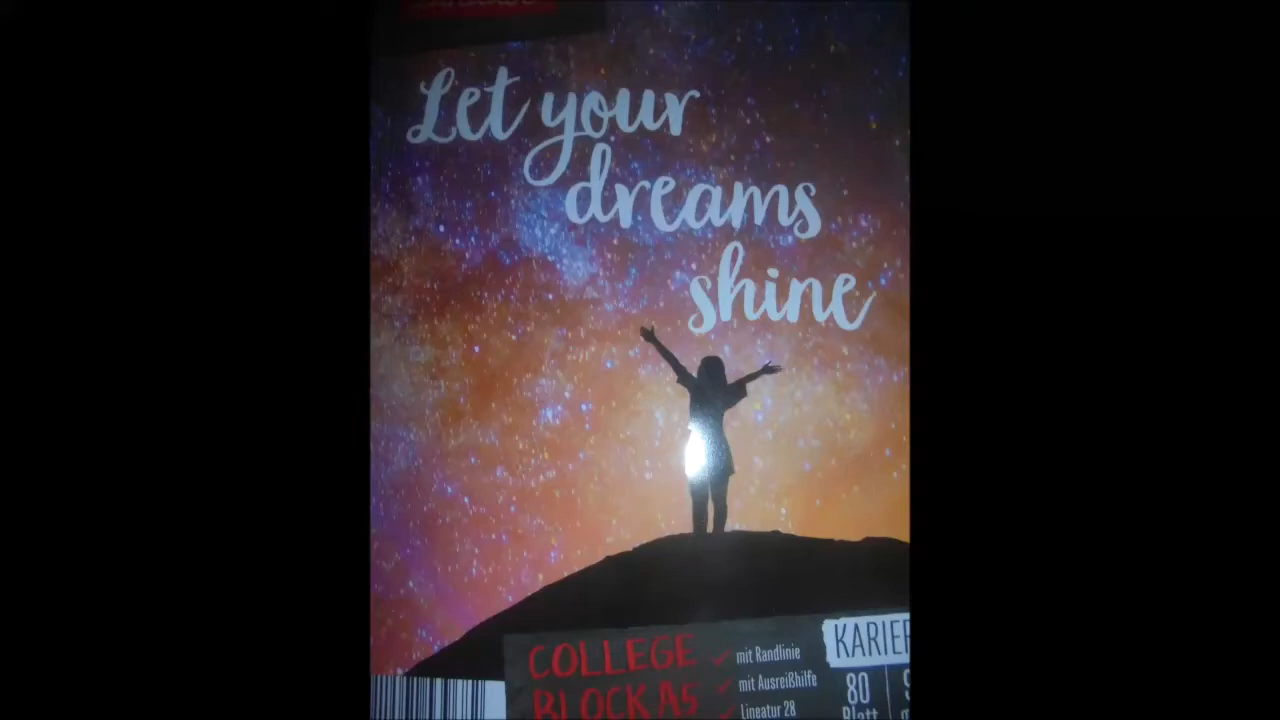 Let your
dreams
shine
COLLEGE
BLOCK A5
mit Randlinie
mit Ausreißhilfe
Lineatur 28
KARIER
80
Blatt